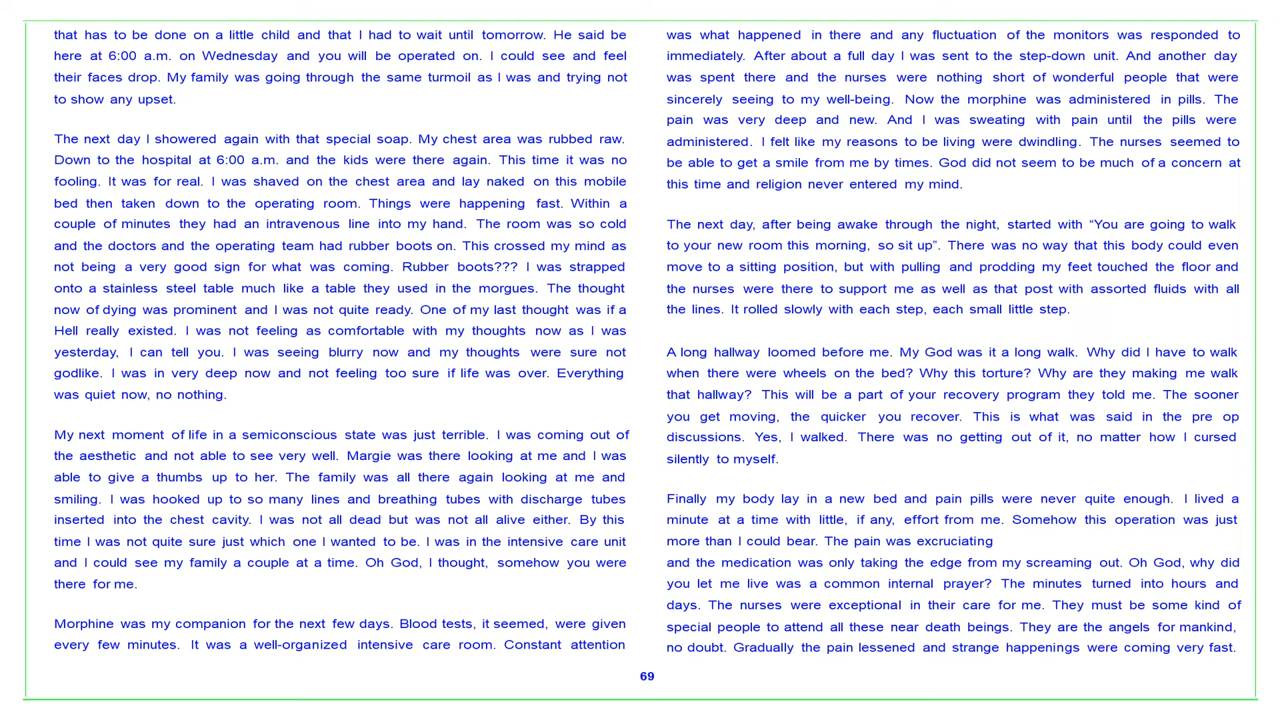 that has to be done on a little child and that I had to wait until tomorrow. He said be
here at 6:00 a.m. on Wednesday and you will be operated on. I could see and feel
their faces drop. My family was going through the same turmoil as I was and trying not
to show any upset.
The next day I showered again with that special soap. My chest area was rubbed raw.
Down to the hospital at 6:00 a.m. and the kids were there again. This time it was no
fooling. It was for real. I was shaved on the chest area and lay naked on this mobile
bed then taken down to the operating room. Things were happening fast. Within a
couple of minutes they had an intravenous line into my hand. The room was so cold
and the doctors and the operating team had rubber boots on. This crossed my mind as
not being a very good sign for what was coming. Rubber boots??? I was strapped
onto a stainless steel table much like a table they used in the morgues. The thought
now of dying was prominent and I was not quite ready. One of my last thought was if a
Hell really existed. I was not feeling as comfortable with my thoughts now as I was
yesterday, I can tell you. I was seeing blurry now and my thoughts were sure not
godlike. I was in very deep now and not feeling too sure if life was over. Everything
was quiet now, no nothing.
My next moment of life in a semiconscious state was just terrible. I was coming out of
the aesthetic and not able to see very well. Margie was there looking at me and I was
able to give a thumbs up to her. The family was all there again looking at me and
smiling. I was hooked up to so many lines and breathing tubes with discharge tubes
inserted into the chest cavity. I was not all dead but was not all alive either. By this
time I was not quite sure just which one I wanted to be. I was in the intensive care unit
and I could see my family a couple at a time. Oh God, I thought, somehow you were
there for me.
Morphine was my companion for the next few days. Blood tests, it seemed, were given
every few minutes. It was a well-organized intensive care room. Constant attention
was what happened in there and any fluctuation of the monitors was responded to
immediately. After about a full day I was sent to the step-down unit. And another day
was spent there and the nurses were nothing short of wonderful people that were
sincerely seeing to my well-being. Now the morphine was administered in pills. The
pain was very deep and new. And I was sweating with pain until the pills were
administered. I felt like my reasons to be living were dwindling. The nurses seemed to
be able to get a smile from me by times. God did not seem to be much of a concern at
this time and religion never entered my mind.
The next day, after being awake through the night, started with “You are going to walk
to your new room this morning, so sit up”. There was no way that this body could even
move to a sitting position, but with pulling and prodding my feet touched the floor and
the nurses were there to support me as well as that post with assorted fluids with all
the lines. It rolled slowly with each step, each small little step.
A long hallway loomed before me. My God was it a long walk. Why did I have to walk
when there were wheels on the bed? Why this torture? Why are they making me walk
that hallway? This will be a part of your recovery program they told me. The sooner
you get moving, the quicker you recover. This is what was said in the pre op
discussions. Yes, I walked. There was no getting out of it, no matter how I cursed
silently to myself.
Finally my body lay in a new bed and pain pills were never quite enough. I lived a
minute at a time with little, if any, effort from me. Somehow this operation was just
more than I could bear. The pain was excruciating
and the medication was only taking the edge from my screaming out. Oh God, why did
you let me live was a common internal prayer? The minutes turned into hours and
days. The nurses were exceptional in their care for me. They must be some kind of
special people to attend all these near death beings. They are the angels for mankind,
no doubt. Gradually the pain lessened and strange happenings were coming very fast.
69